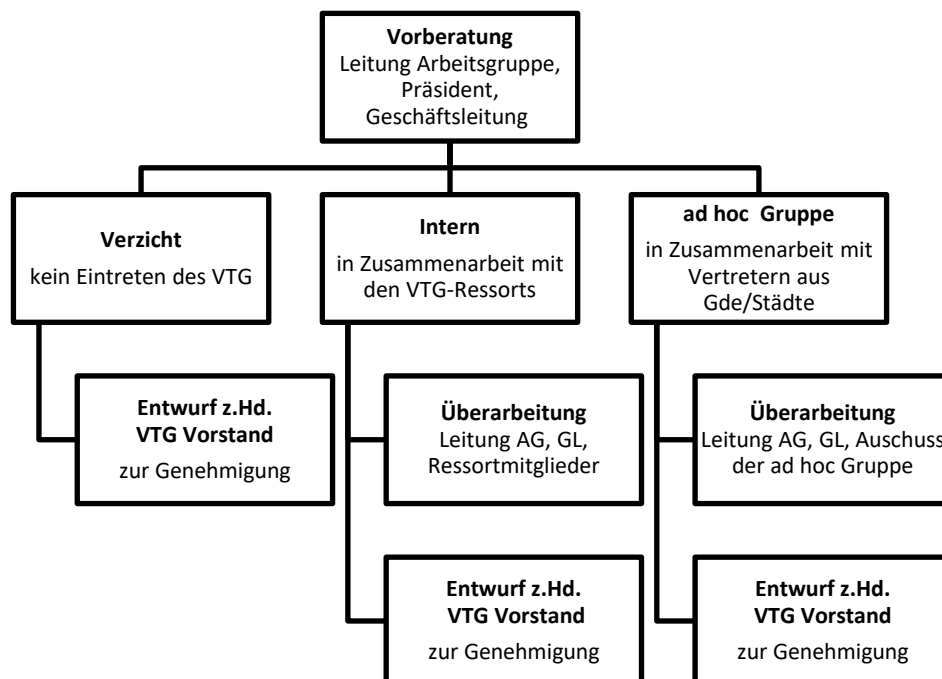 Vorberatung
Leitung Arbeitsgruppe,
Präsident,
Geschäftsleitung
Verzicht
kein Eintreten des VTG
Intern
in Zusammenarbeit mit
den VTG-Ressorts
ad hoc Gruppe
in Zusammenarbeit mit
Vertretern aus
Gde/Städte
Entwurf z.Hd.
VTG Vorstand
zur Genehmigung
Überarbeitung
Leitung AG, GL,
Ressortmitglieder
Überarbeitung
Leitung AG, GL, Auschuss
der ad hoc Gruppe
Entwurf z.Hd.
VTG Vorstand
zur Genehmigung
Entwurf z.Hd.
VTG Vorstand
zur Genehmigung